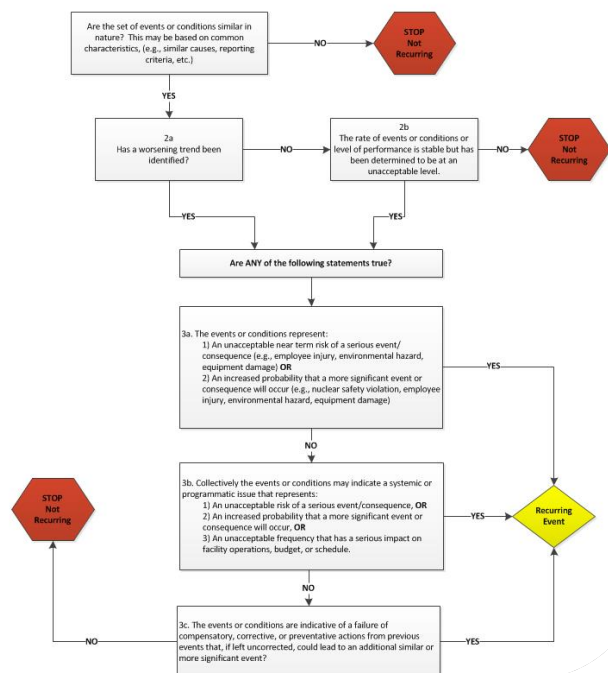 Are the set of events or conditions similar in
nature? This may be based on common
characteristics, (e.g., similar causes, reporting
criteria, etc.)
NO
STOP
Not
Recurring
YES
2a
Has a worsening trend been
identified?
NO
2b
The rate of events or conditions or
level of performance is stable but has
been determined to be at an
unacceptable level.
NO
STOP
Not
Recurring
YES
YES
Are ANY of the following statements true?
3a. The events or conditions represent:
1) An unacceptable near term risk of a serious event/
consequence (e.g., employee injury, environmental hazard,
equipment damage) OR
2) An increased probability that a more significant event or
consequence will occur (e.g., nuclear safety violation, employee
injury, environmental hazard, equipment damage)
YES
NO
STOP
Not
Recurring
3b. Collectively the events or conditions may indicate a systemic or
programmatic issue that represents:
1) An unacceptable risk of a serious event/consequence, OR
2) An increased probability that a more significant event or
consequence will occur, OR
3) An unacceptable frequency that has a serious impact on
facility operations, budget, or schedule.
YES
Recurring
Event
NO
3c. The events or conditions are indicative of a failure of
compensatory, corrective, or preventative actions from previous
events that, if left uncorrected, could lead to an additional similar or
more significant event?
NO
YES